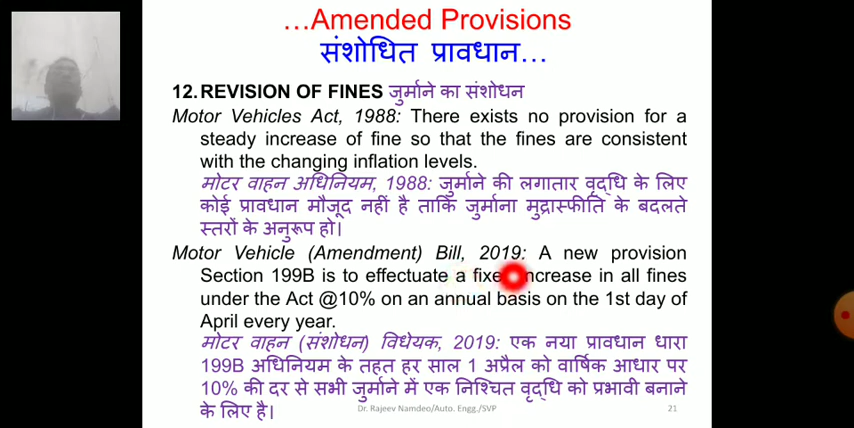 ...Amended Provisions
संशोधित प्रावधान...
12. REVISION OF FINES जुर्माने का संशोधन
Motor Vehicles Act, 1988: There exists no provision for a
steady increase of fine so that the fines are consistent
with the changing inflation levels.
मोटर वाहन अधिनियम, 1988: जुर्माने की लगातार वृद्धि के लिए
कोई प्रावधान मौजूद नहीं है ताकि जुर्माना मुद्रास्फीति के बदलते
स्तरों के अनुरूप हो।
Motor Vehicle (Amendment) Bill, 2019: A new provision
Section 199B is to effectuate a increase in all fines
under the Act @10% on an annual basis on the 1st day of
April every year.
मोटर वाहन (संशोधन) विधेयक, 2019: एक नया प्रावधान धारा
199B अधिनियम के तहत हर साल 1 अप्रैल को वार्षिक आधार पर
10% की दर से सभी जुर्माने में एक निश्चित वृद्धि को प्रभावी बनाने
के लिए है।
Dr. Rajeev Namdeo/Auto. Engg./SVP
21